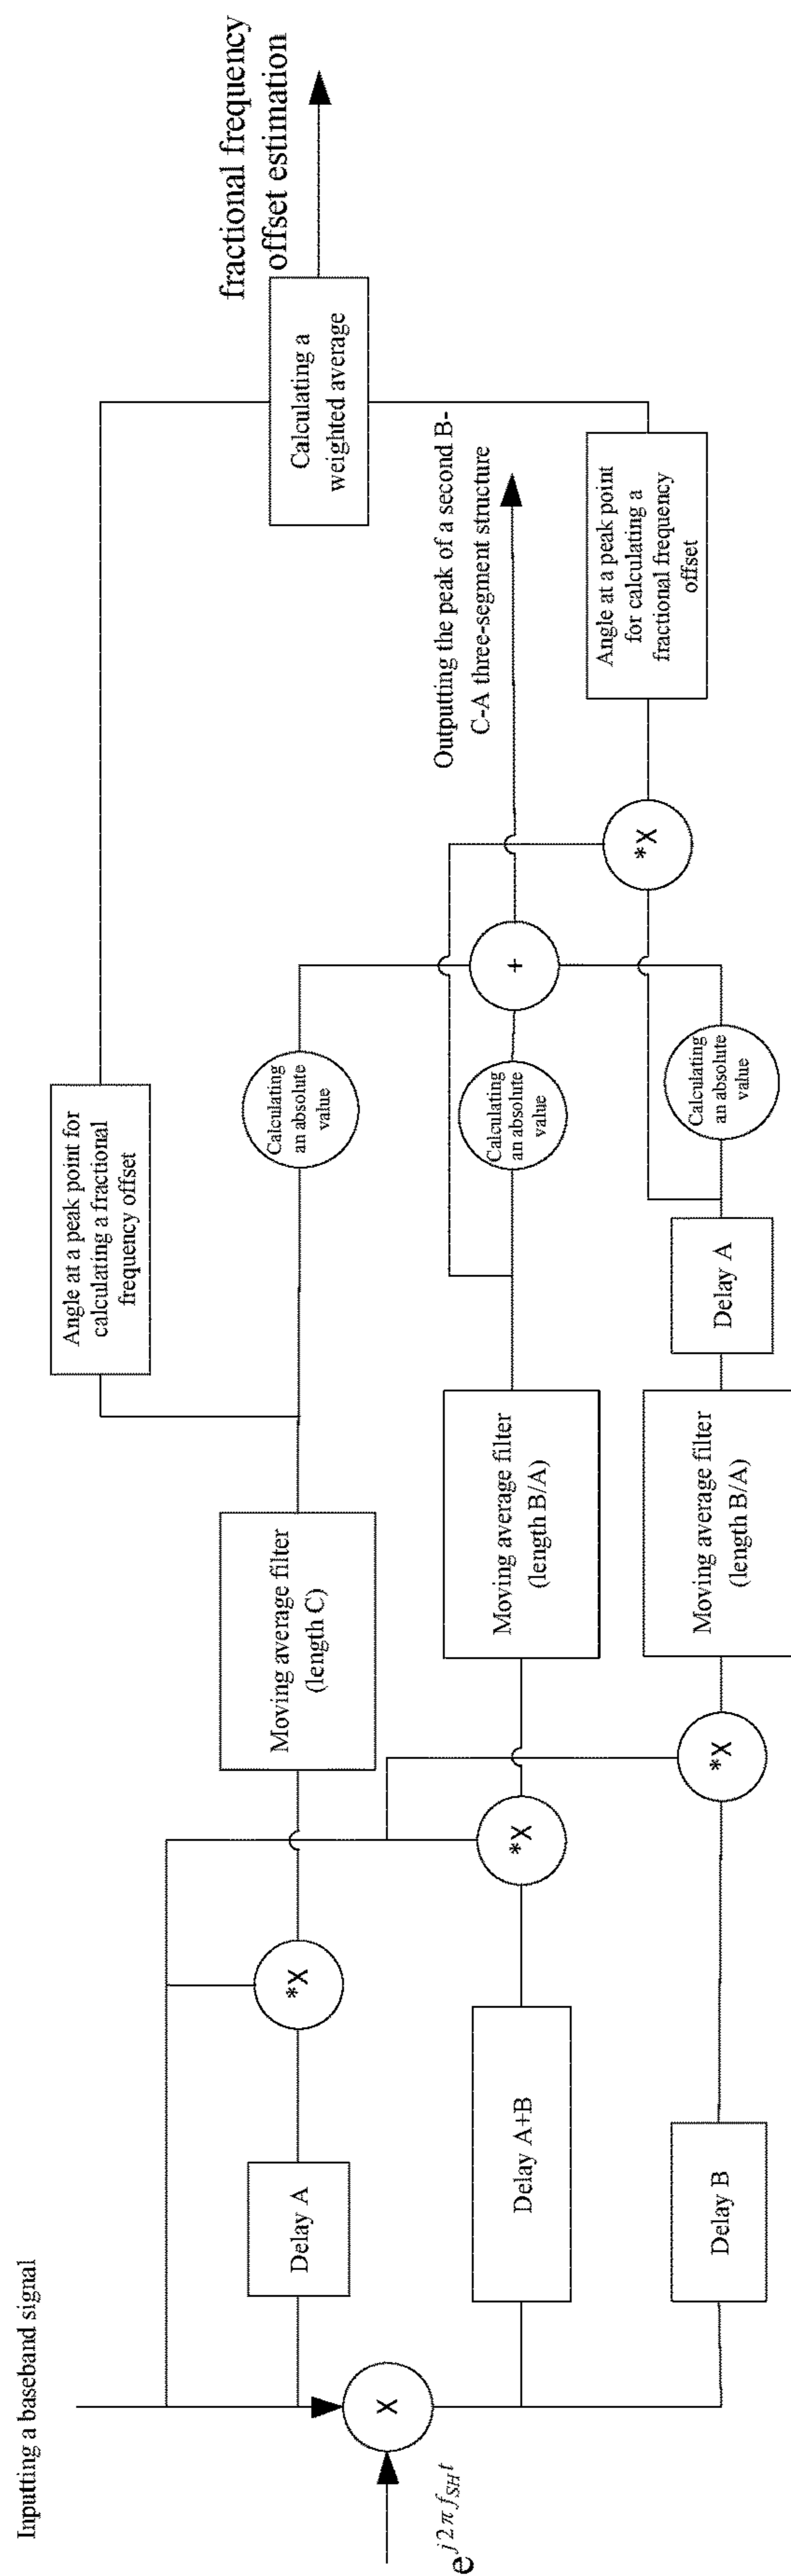 Inputting a baseband signal
e^{j2πf_{SH}t}
X
Delay A
*X
Moving average filter
(length C)
Angle at a peak point for
calculating a fractional
frequency offset
Calculating
an absolute
value
Delay A+B
*X
Moving average filter
(length B/A)
Calculating
an absolute
value
+
Outputting the peak of a second B-
C-A three-segment structure
Delay B
*X
Moving average filter
(length B/A)
Delay A
Calculating
an absolute
value
*X
Angle at a peak point
for calculating a
fractional frequency
offset
Calculating a
weighted average
fractional frequency
offset estimation